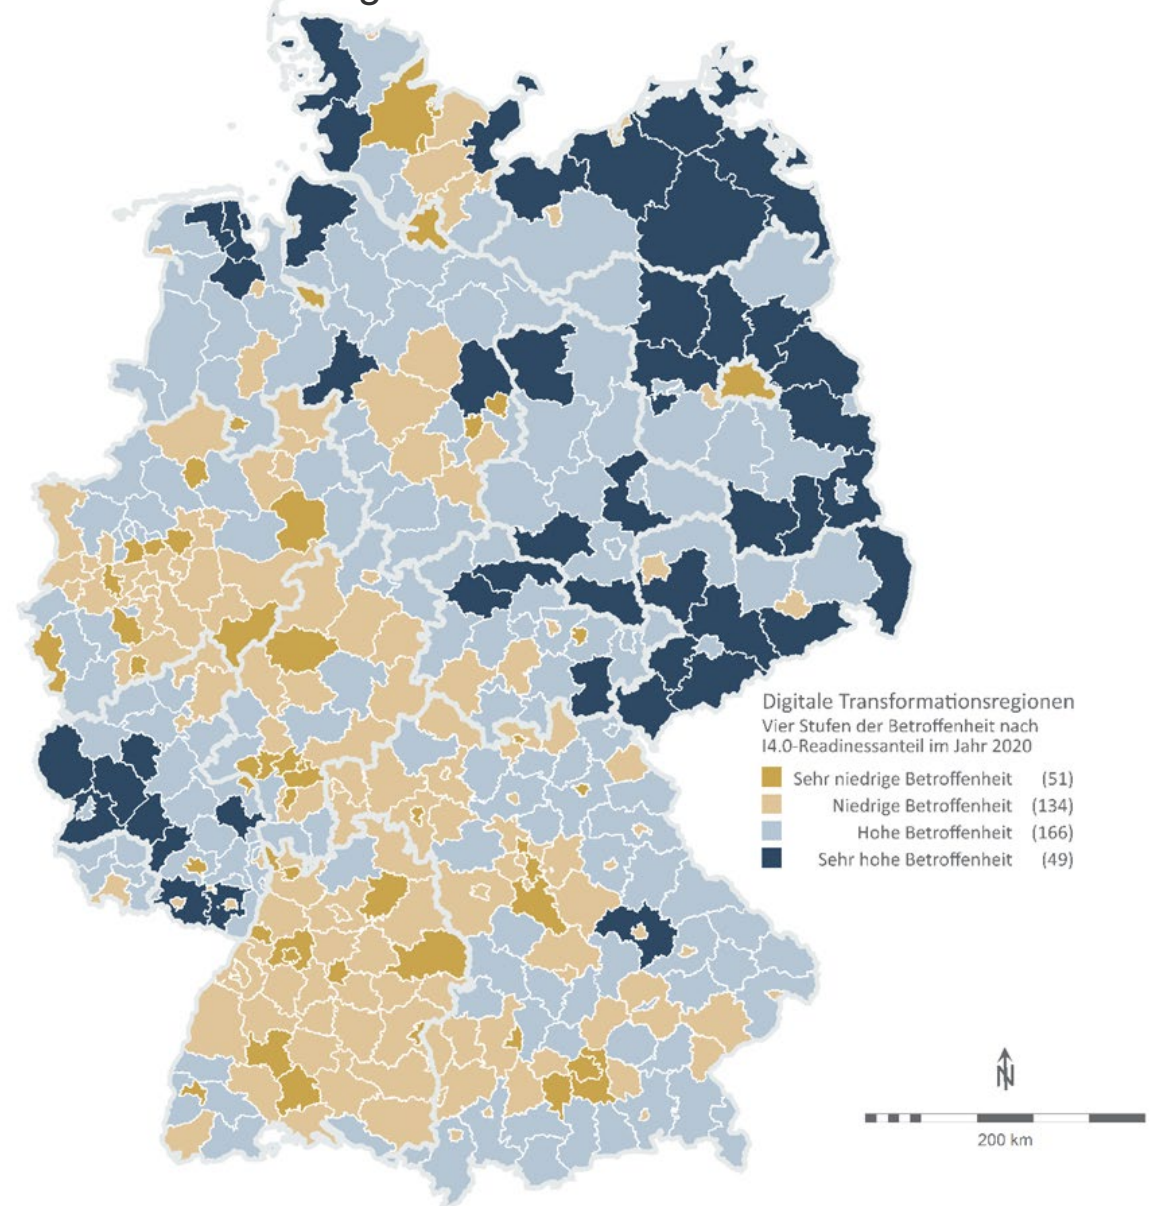 Digitale Transformationsregionen
Vier Stufen der Betroffenheit nach
I4.0-Readinessanteil im Jahr 2020
Sehr niedrige Betroffenheit (51)
Niedrige Betroffenheit (134)
Hohe Betroffenheit (166)
Sehr hohe Betroffenheit (49)
N
200 km